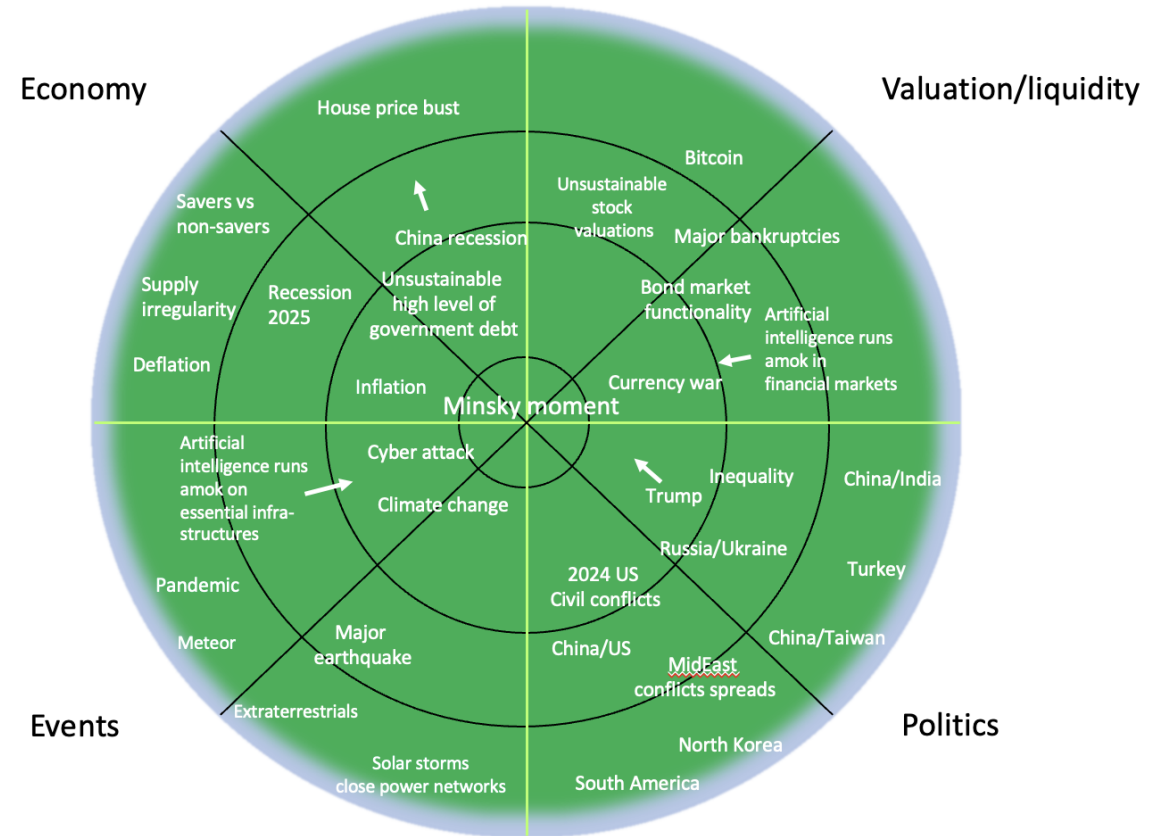 Economy
Valuation/liquidity
House price bust
Bitcoin
Unsustainable
stock
valuations
Savers vs
non-savers
China recession
Major bankruptcies
Supply
irregularity
Recession
2025
Unsustainable
high level of
government debt
Bond market
functionality
Artificial
intelligence runs
amok in
financial markets
Deflation
Inflation
Currency war
Minsky moment
Artificial
intelligence runs
amok on
essential infra-
structures
Cyber attack
Climate change
Trump
Inequality
China/India
Russia/Ukraine
Turkey
Pandemic
2024 US
Civil conflicts
Meteor
Major
earthquake
China/US
China/Taiwan
MidEast
conflicts spreads
Extraterrestrials
Events
Politics
North Korea
Solar storms
close power networks
South America